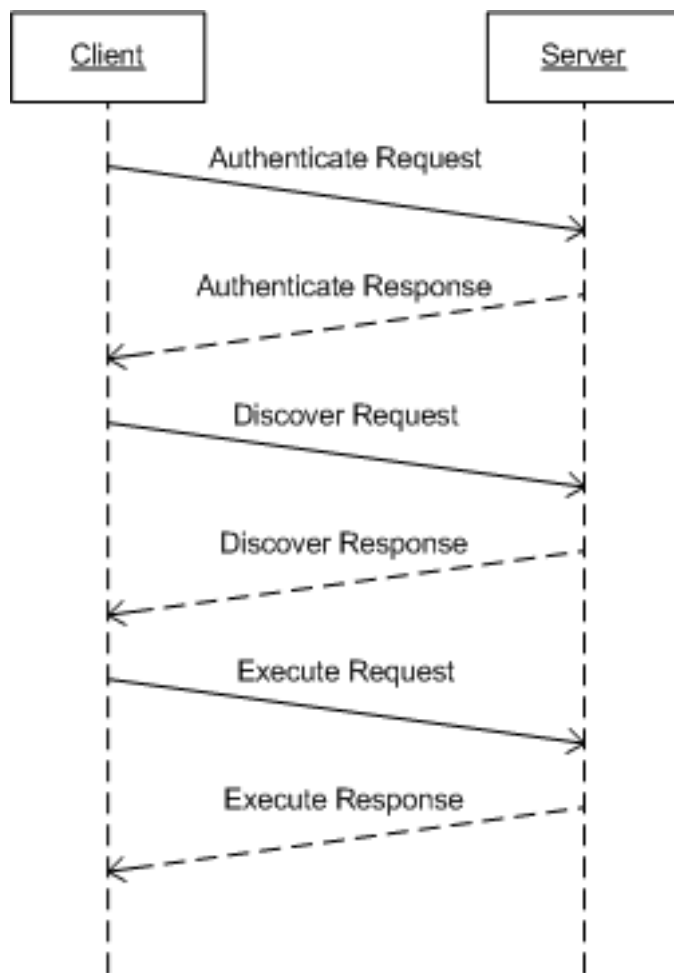 Client
Server
Authenticate Request
Authenticate Response
Discover Request
Discover Response
Execute Request
Execute Response